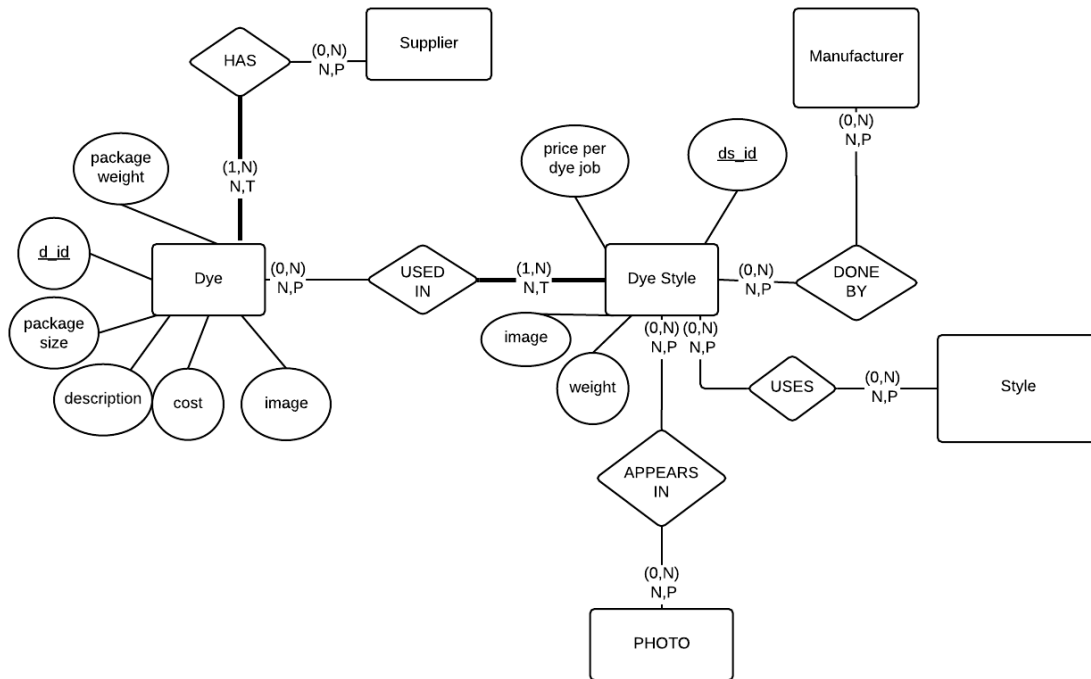 HAS
(0,N)
N,P
Supplier
Manufacturer
(0,N)
N,P
package
weight
(1,N)
N,T
price per
dye job
ds_id
d_id
Dye
(0,N)
N,P
USED
IN
(1,N)
N,T
Dye Style
(0,N)
N,P
DONE
BY
package
size
image
(0,N)
N,P
(0,N)
N,P
description
cost
image
weight
USES
(0,N)
N,P
Style
APPEARS
IN
(0,N)
N,P
PHOTO